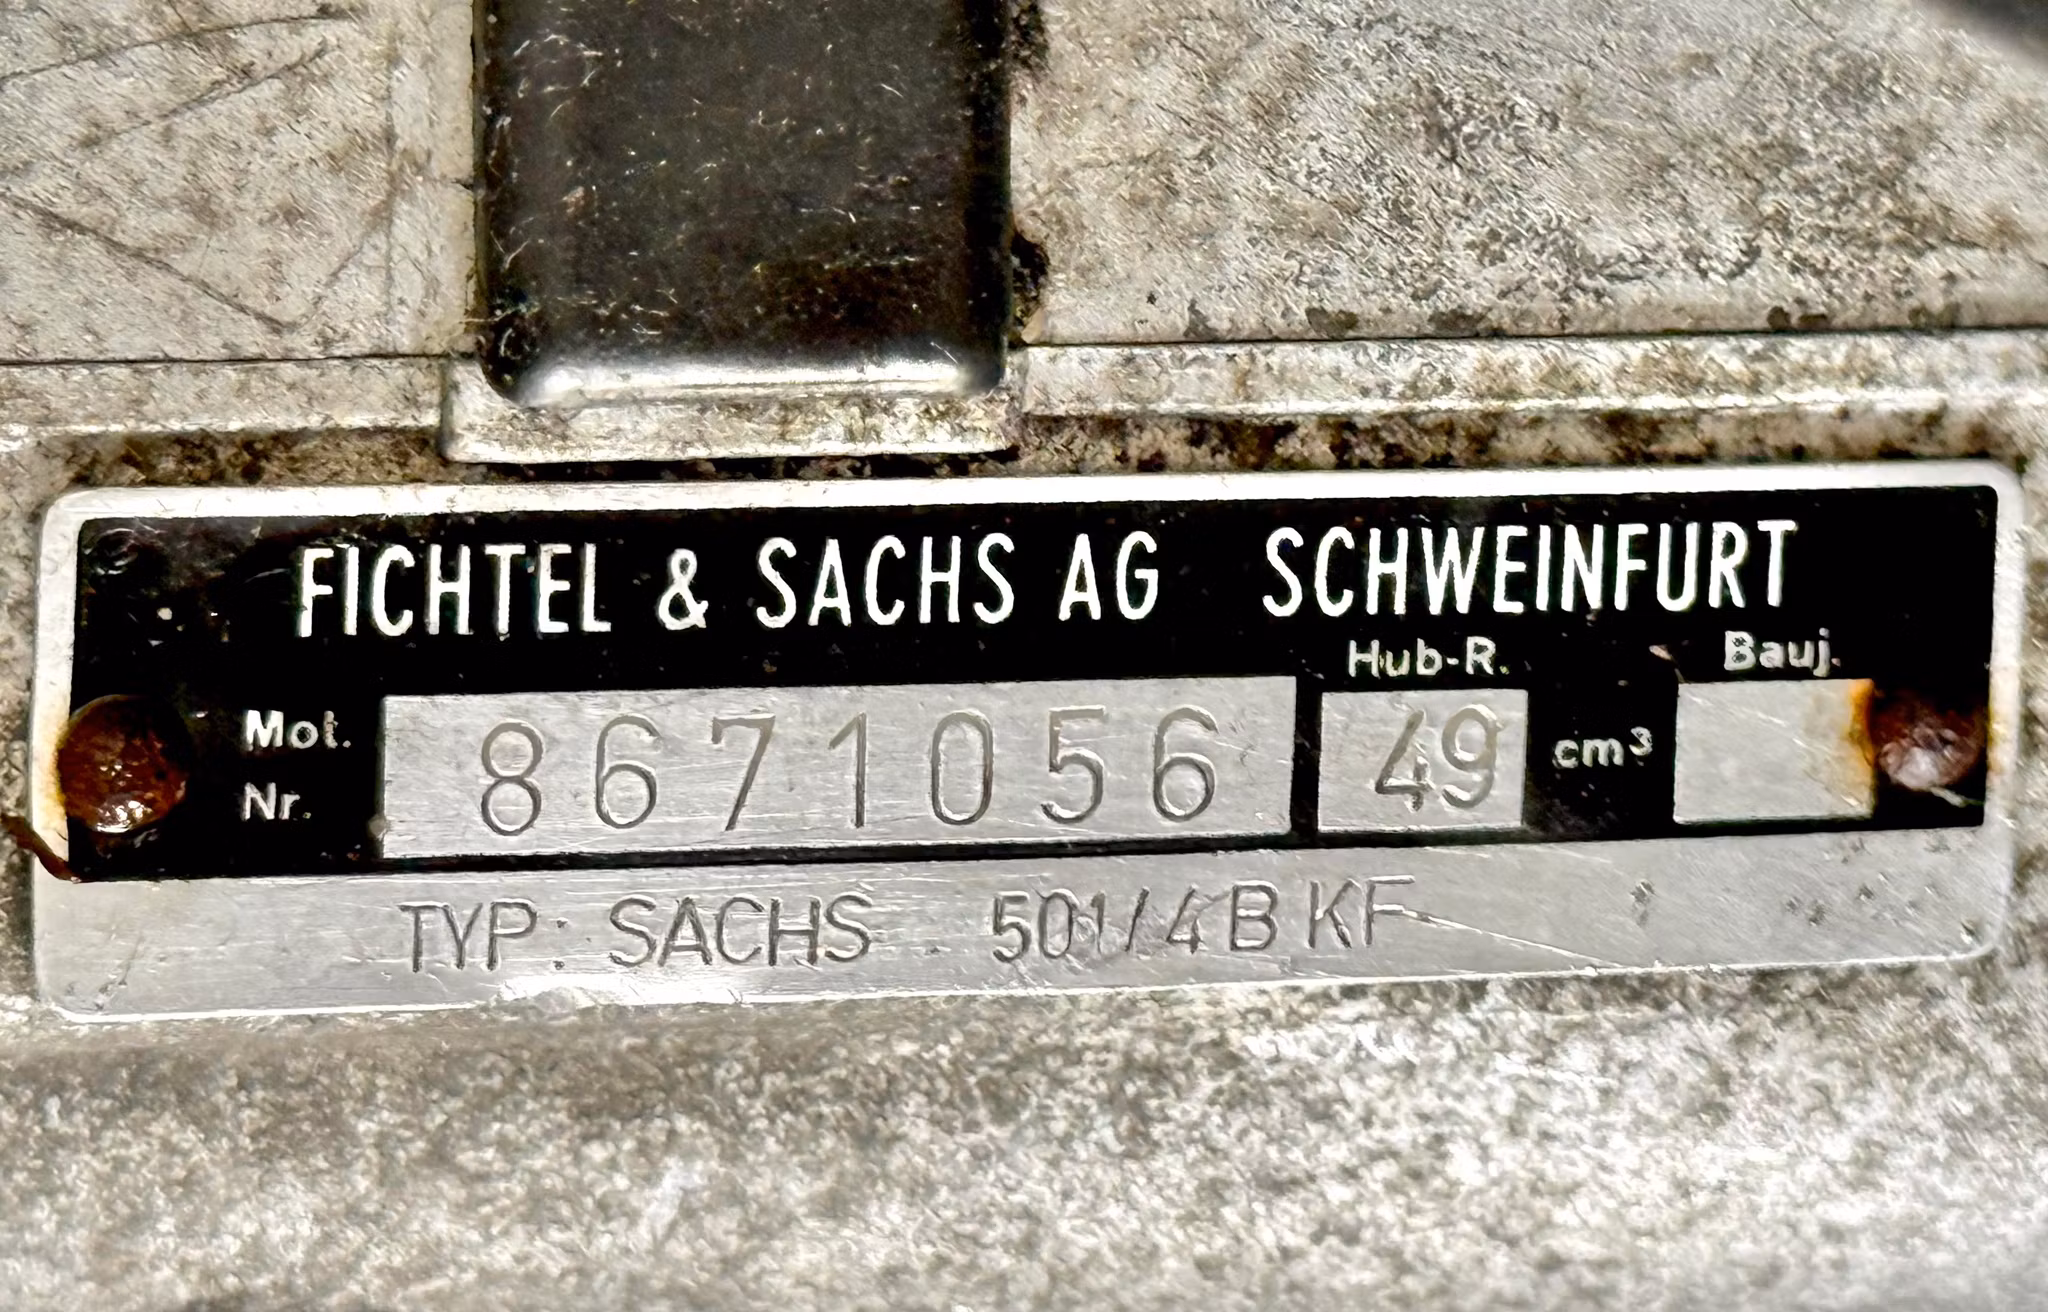 FICHTEL & SACHS AG SCHWEINFURT
Hub-R. Bauj.
Mot. Nr. 8671056 49 cm³
TYP: SACHS 501/4 B KF